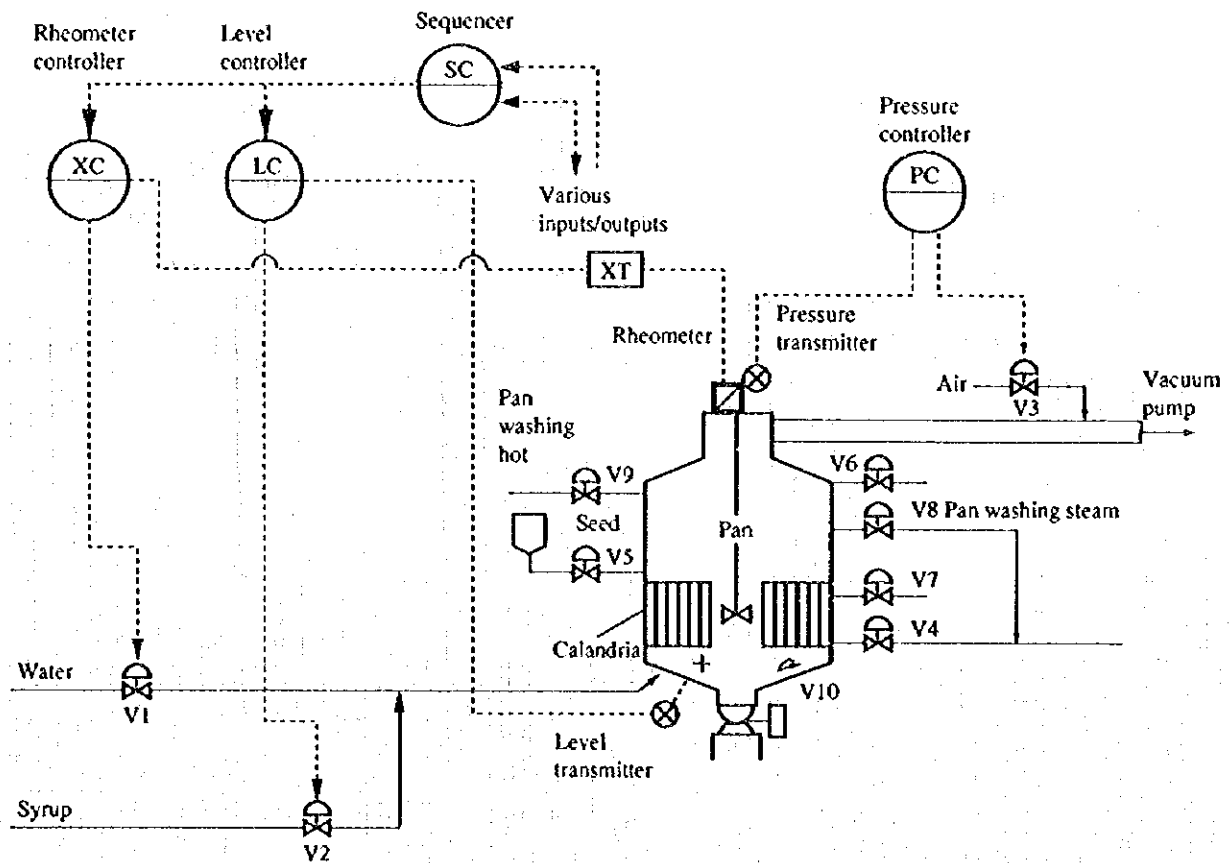 Sequencer
Rheometer
controller
Level
controller
SC
Pressure
controller
XC
LC
PC
Various
inputs/outputs
XT
Rheometer
Pressure
transmitter
Air
V3
Vacuum
pump
Pan
washing
hot
V9
V6
Seed
V8 Pan washing steam
Pan
V5
V7
V4
Calandria
Water
V1
V10
Level
transmitter
Syrup
V2